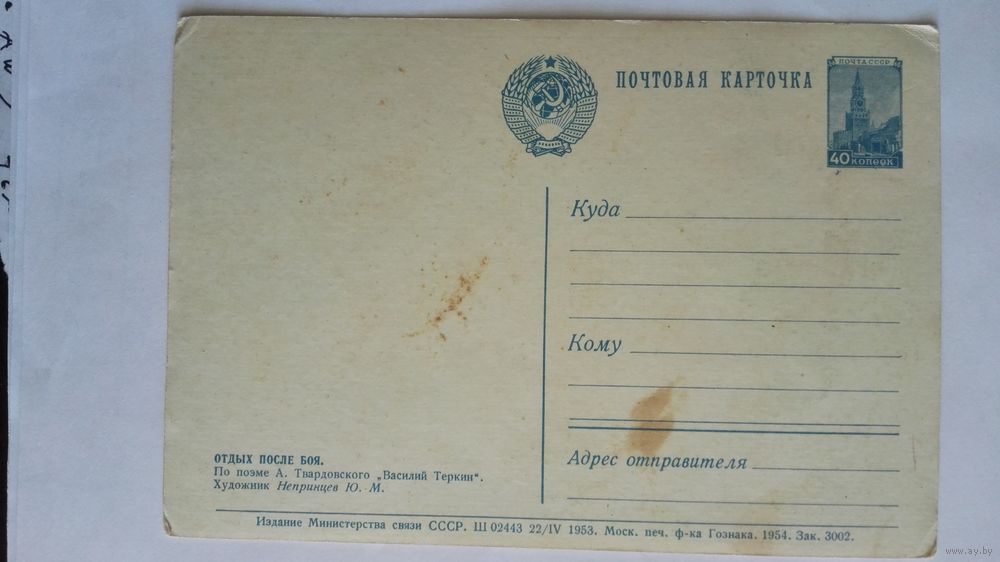 ПОЧТОВАЯ КАРТОЧКА
ПОЧТА СССР
40 копеек
Куда
Кому
Адрес отправителя
ОТДЫХ ПОСЛЕ БОЯ.
По поэме А. Твардовского „Василий Теркин“.
Художник Непринцев Ю. М.
Издание Министерства связи СССР. Ш 02443 22/IV 1953. Моск. печ. ф-ка Гознака. 1954. Зак. 3002.
www.ay.by